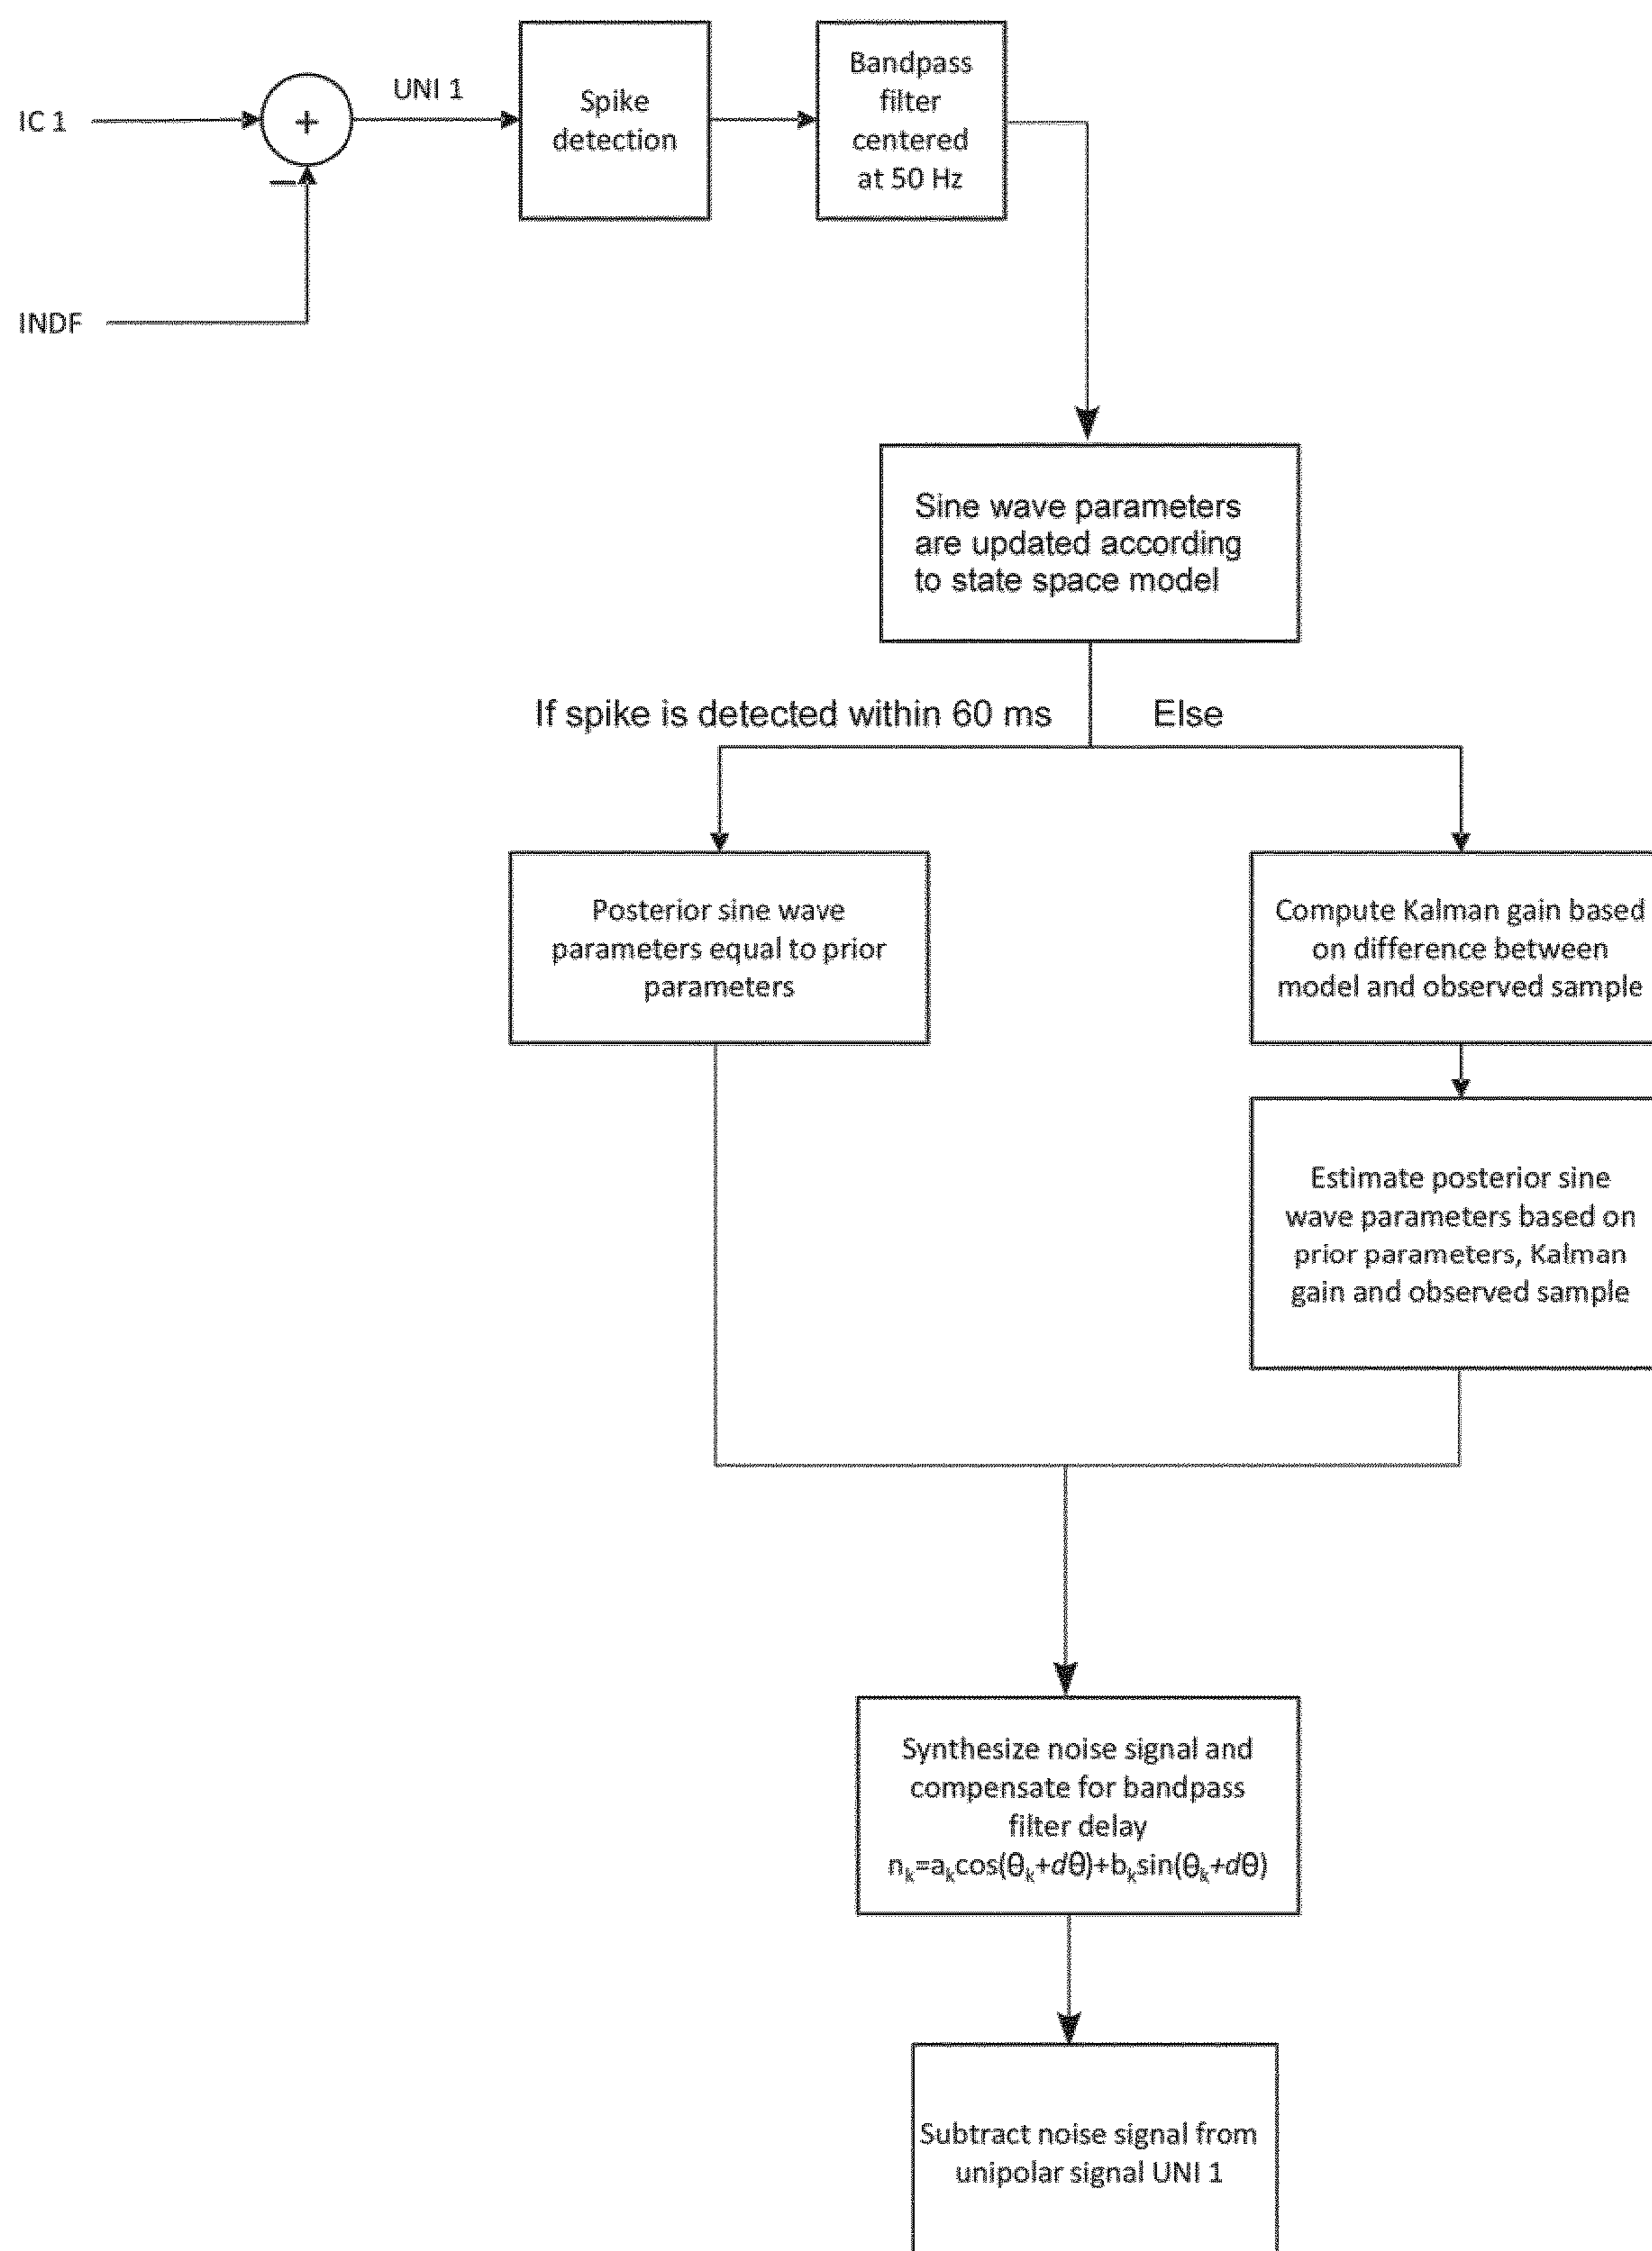 IC 1
+
UNI 1
Spike
detection
Bandpass
filter
centered
at 50 Hz
−
INDF
Sine wave parameters
are updated according
to state space model
If spike is detected within 60 ms
Else
Posterior sine wave
parameters equal to prior
parameters
Compute Kalman gain based
on difference between
model and observed sample
Estimate posterior sine
wave parameters based on
prior parameters, Kalman
gain and observed sample
Synthesize noise signal and
compensate for bandpass
filter delay
nₖ=aₖcos(θₖ+dθ)+bₖsin(θₖ+dθ)
Subtract noise signal from
unipolar signal UNI 1